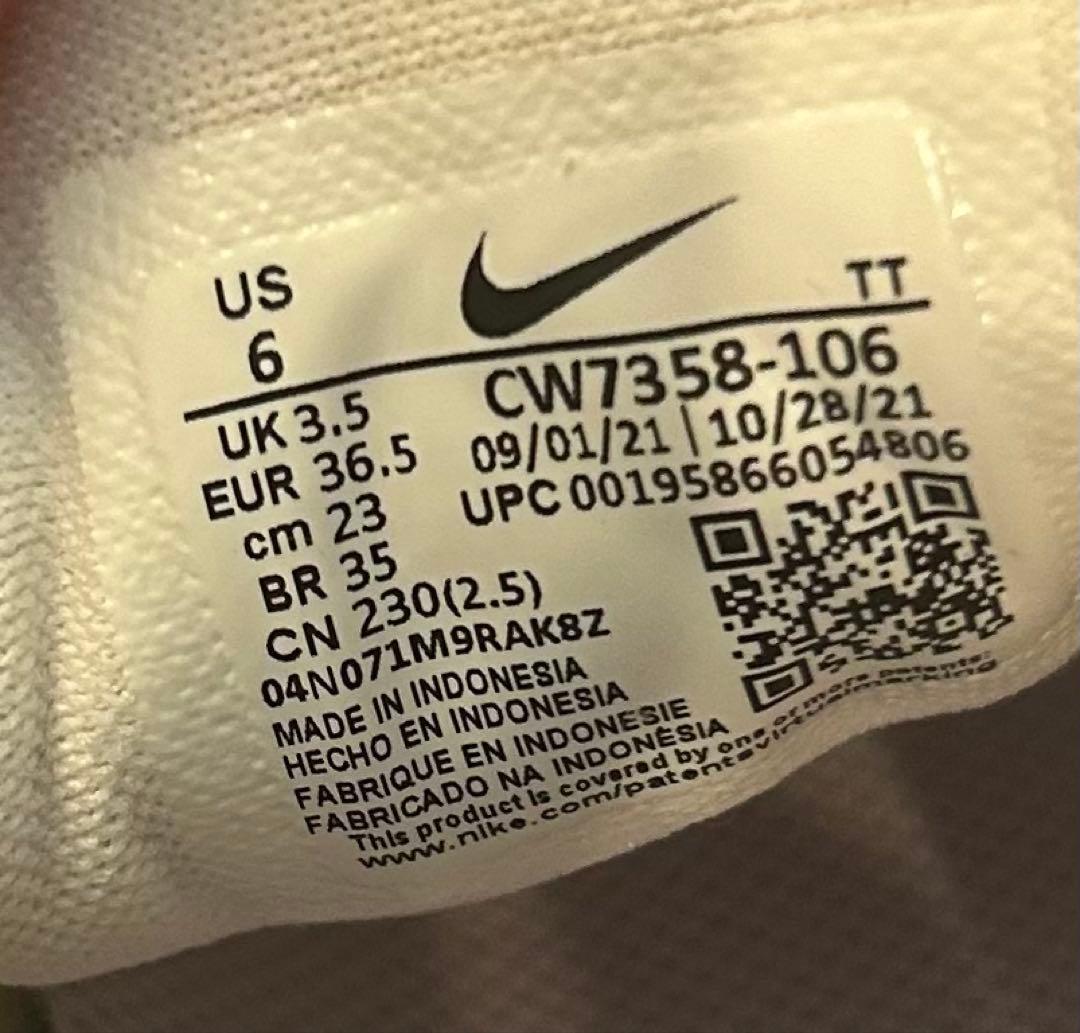 US
6
TT
UK 3.5
EUR 36.5
cm 23
BR 35
CN 230(2.5)
CW7358-106
09/01/21 | 10/28/21
UPC 00195866054806
04N071M9RAK8Z
MADE IN INDONESIA
HECHO EN INDONESIA
FABRIQUE EN INDONESIE
FABRICADO NA INDONÉSIA
This product is covered by one or more patents:
www.nike.com/patentsvirtualmarking